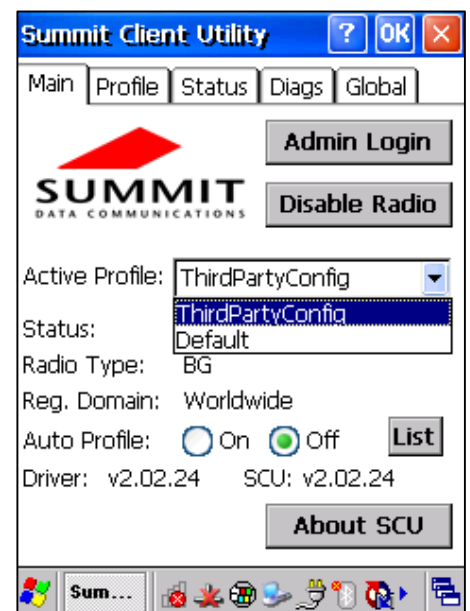 Summit Client Utility ? OK
Main Profile Status Diags Global
Admin Login
SUMMIT
DATA COMMUNICATIONS
Disable Radio
Active Profile: ThirdPartyConfig
ThirdPartyConfig
Default
Status:
Radio Type: BG
Reg. Domain: Worldwide
Auto Profile: On Off List
Driver: v2.02.24 SCU: v2.02.24
About SCU
Sum...